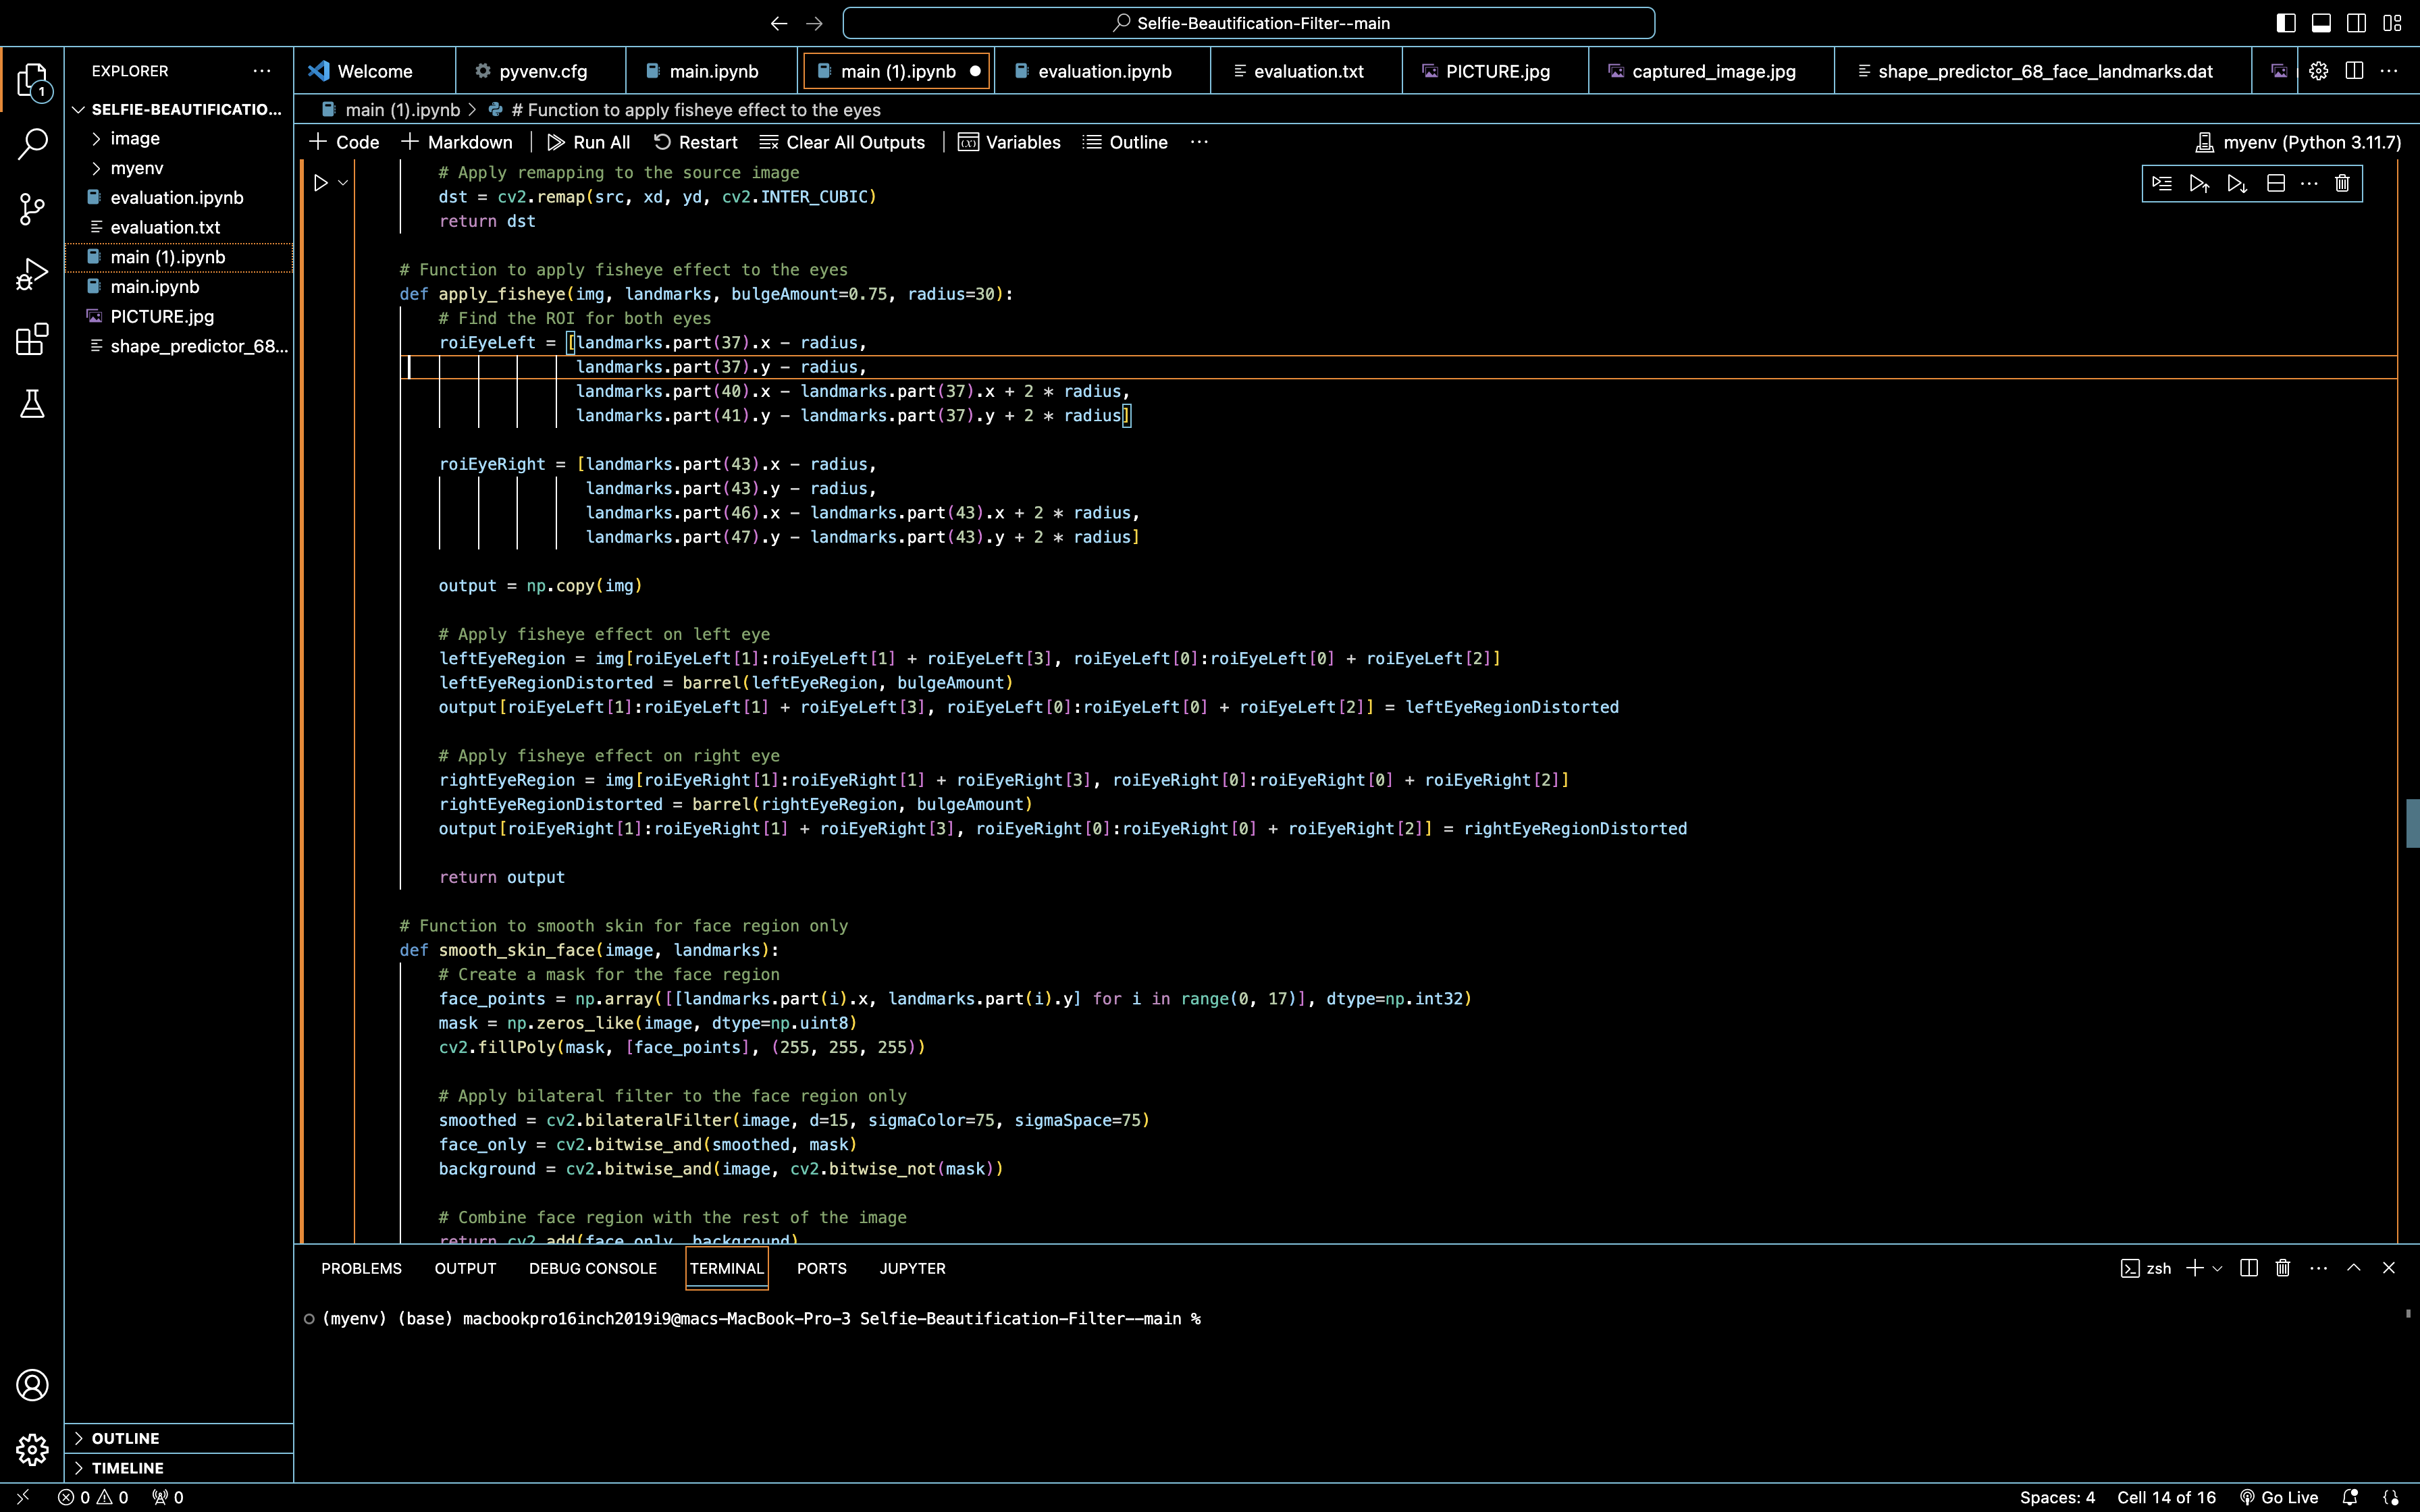 Selfie-Beautification-Filter--main
EXPLORER
SELFIE-BEAUTIFICATIO...
image
myenv
evaluation.ipynb
evaluation.txt
main (1).ipynb
main.ipynb
PICTURE.jpg
shape_predictor_68...
OUTLINE
TIMELINE
Welcome
pyvenv.cfg
main.ipynb
main (1).ipynb
evaluation.ipynb
evaluation.txt
PICTURE.jpg
captured_image.jpg
shape_predictor_68_face_landmarks.dat
main (1).ipynb > # Function to apply fisheye effect to the eyes
+ Code + Markdown Run All Restart Clear All Outputs Variables Outline ...
myenv (Python 3.11.7)
# Apply remapping to the source image
dst = cv2.remap(src, xd, yd, cv2.INTER_CUBIC)
return dst
# Function to apply fisheye effect to the eyes
def apply_fisheye(img, landmarks, bulgeAmount=0.75, radius=30):
# Find the ROI for both eyes
roiEyeLeft = [landmarks.part(37).x - radius,
landmarks.part(37).y - radius,
landmarks.part(40).x - landmarks.part(37).x + 2 * radius,
landmarks.part(41).y - landmarks.part(37).y + 2 * radius]
roiEyeRight = [landmarks.part(43).x - radius,
landmarks.part(43).y - radius,
landmarks.part(46).x - landmarks.part(43).x + 2 * radius,
landmarks.part(47).y - landmarks.part(43).y + 2 * radius]
output = np.copy(img)
# Apply fisheye effect on left eye
leftEyeRegion = img[roiEyeLeft[1]:roiEyeLeft[1] + roiEyeLeft[3], roiEyeLeft[0]:roiEyeLeft[0] + roiEyeLeft[2]]
leftEyeRegionDistorted = barrel(leftEyeRegion, bulgeAmount)
output[roiEyeLeft[1]:roiEyeLeft[1] + roiEyeLeft[3], roiEyeLeft[0]:roiEyeLeft[0] + roiEyeLeft[2]] = leftEyeRegionDistorted
# Apply fisheye effect on right eye
rightEyeRegion = img[roiEyeRight[1]:roiEyeRight[1] + roiEyeRight[3], roiEyeRight[0]:roiEyeRight[0] + roiEyeRight[2]]
rightEyeRegionDistorted = barrel(rightEyeRegion, bulgeAmount)
output[roiEyeRight[1]:roiEyeRight[1] + roiEyeRight[3], roiEyeRight[0]:roiEyeRight[0] + roiEyeRight[2]] = rightEyeRegionDistorted
return output
# Function to smooth skin for face region only
def smooth_skin_face(image, landmarks):
# Create a mask for the face region
face_points = np.array([[landmarks.part(i).x, landmarks.part(i).y] for i in range(0, 17)], dtype=np.int32)
mask = np.zeros_like(image, dtype=np.uint8)
cv2.fillPoly(mask, [face_points], (255, 255, 255))
# Apply bilateral filter to the face region only
smoothed = cv2.bilateralFilter(image, d=15, sigmaColor=75, sigmaSpace=75)
face_only = cv2.bitwise_and(smoothed, mask)
background = cv2.bitwise_and(image, cv2.bitwise_not(mask))
# Combine face region with the rest of the image
return cv2.add(face_only, background)
PROBLEMS OUTPUT DEBUG CONSOLE TERMINAL PORTS JUPYTER
zsh
(myenv) (base) macbookpro16inch2019i9@macs-MacBook-Pro-3 Selfie-Beautification-Filter--main %
1
0 0 0
Spaces: 4 Cell 14 of 16 Go Live